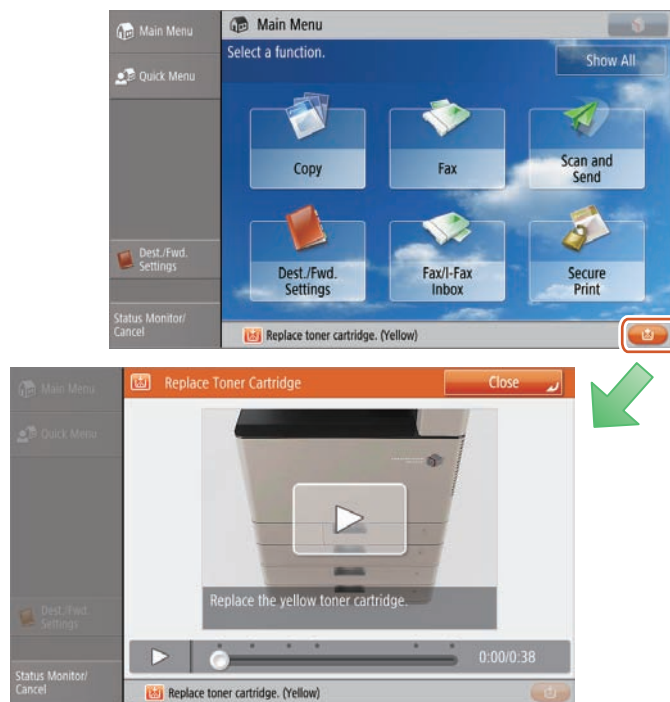 Main Menu
Quick Menu
Dest./Fwd.
Settings
Status Monitor/
Cancel
Main Menu
Select a function.
Show All
Copy
Fax
Scan and
Send
Dest./Fwd.
Settings
Fax/I-Fax
Inbox
Secure
Print
Replace toner cartridge. (Yellow)
Main Menu
Quick Menu
Dest./Fwd.
Settings
Status Monitor/
Cancel
Replace Toner Cartridge
Close
Replace the yellow toner cartridge.
0:00/0:38
Replace toner cartridge. (Yellow)